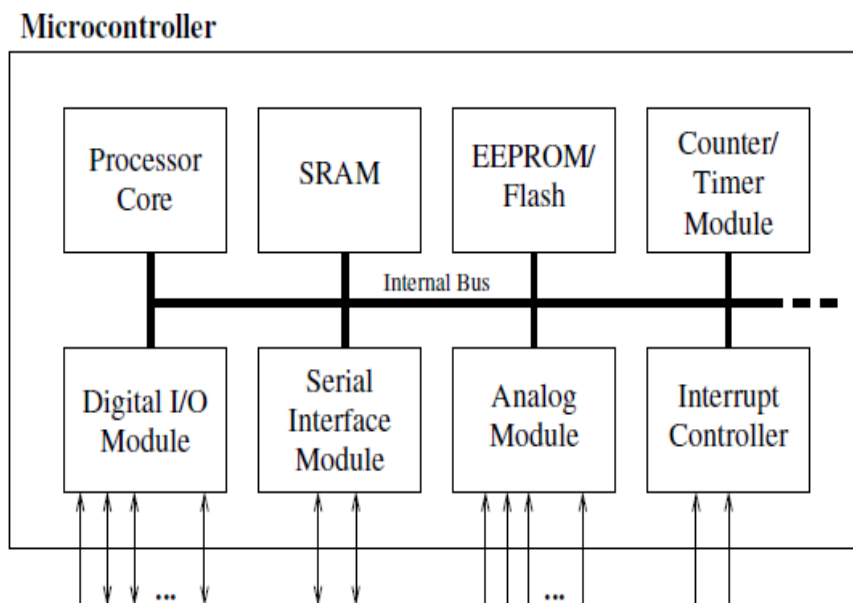 Microcontroller
Processor
Core
SRAM
EEPROM/
Flash
Counter/
Timer
Module
Internal Bus
Digital I/O
Module
Serial
Interface
Module
Analog
Module
Interrupt
Controller
...
...